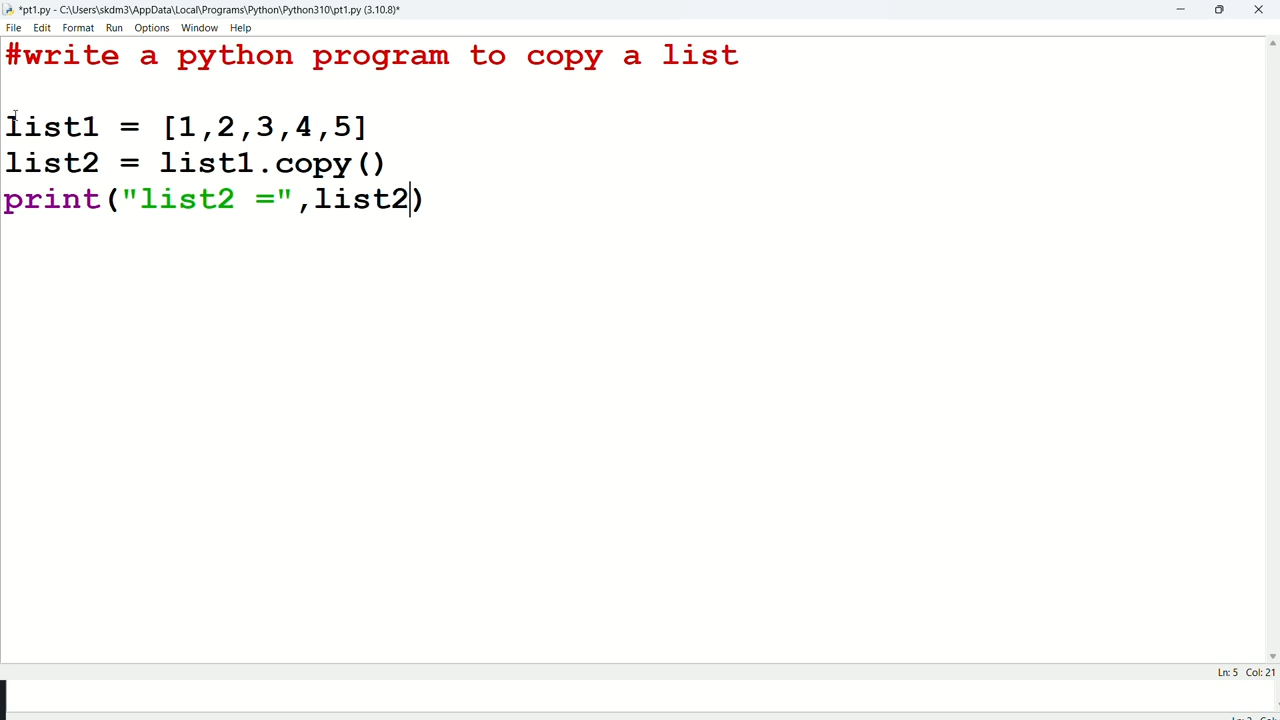 *pt1.py - C:\Users\skdm3\AppData\Local\Programs\Python\Python310\pt1.py (3.10.8)*
File Edit Format Run Options Window Help
#write a python program to copy a list
list1 = [1,2,3,4,5]
list2 = list1.copy()
print("list2 =",list2)
Ln: 5 Col: 21